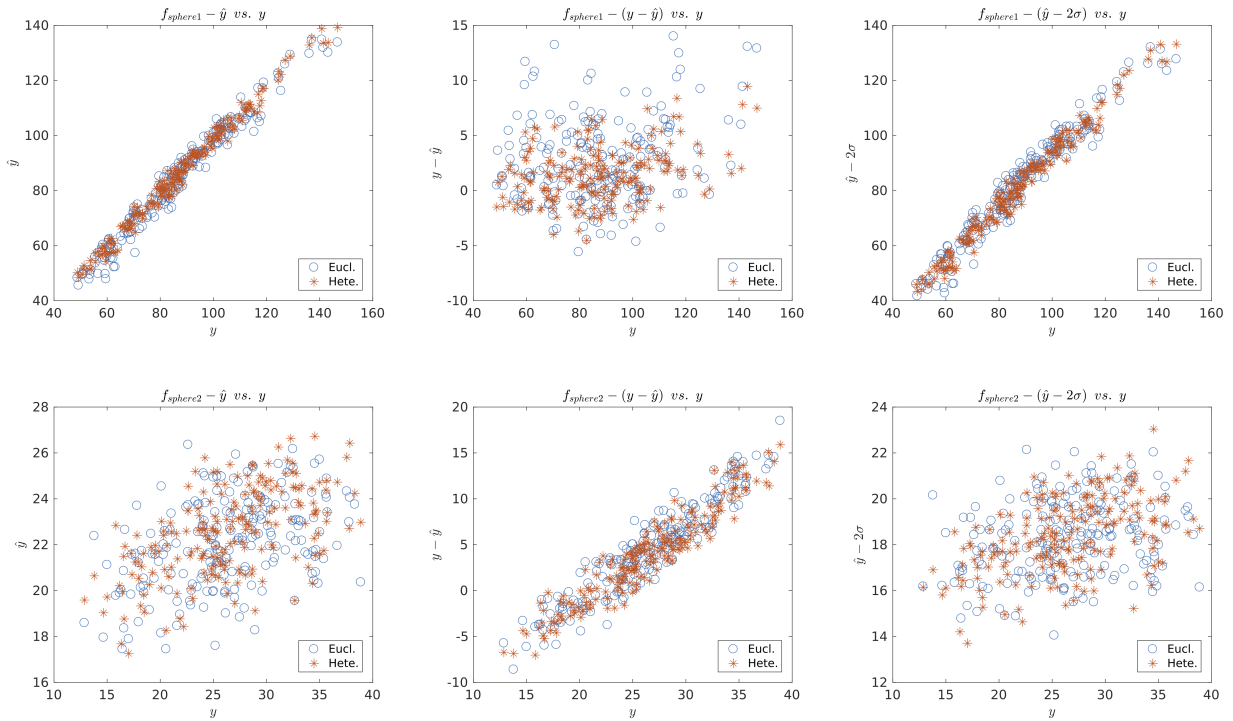 f_sphere1 − ŷ vs. y
140
120
100
80
60
40
ŷ
40 60 80 100 120 140 160
y
Eucl.
Hete.
f_sphere1 − (y − ŷ) vs. y
15
10
5
0
-5
-10
y − ŷ
40 60 80 100 120 140 160
y
Eucl.
Hete.
f_sphere1 − (ŷ − 2σ) vs. y
140
120
100
80
60
40
ŷ − 2σ
40 60 80 100 120 140 160
y
Eucl.
Hete.
f_sphere2 − ŷ vs. y
28
26
24
22
20
18
16
ŷ
10 15 20 25 30 35 40
y
Eucl.
Hete.
f_sphere2 − (y − ŷ) vs. y
20
15
10
5
0
-5
-10
y − ŷ
10 15 20 25 30 35 40
y
Eucl.
Hete.
f_sphere2 − (ŷ − 2σ) vs. y
24
22
20
18
16
14
12
ŷ − 2σ
10 15 20 25 30 35 40
y
Eucl.
Hete.